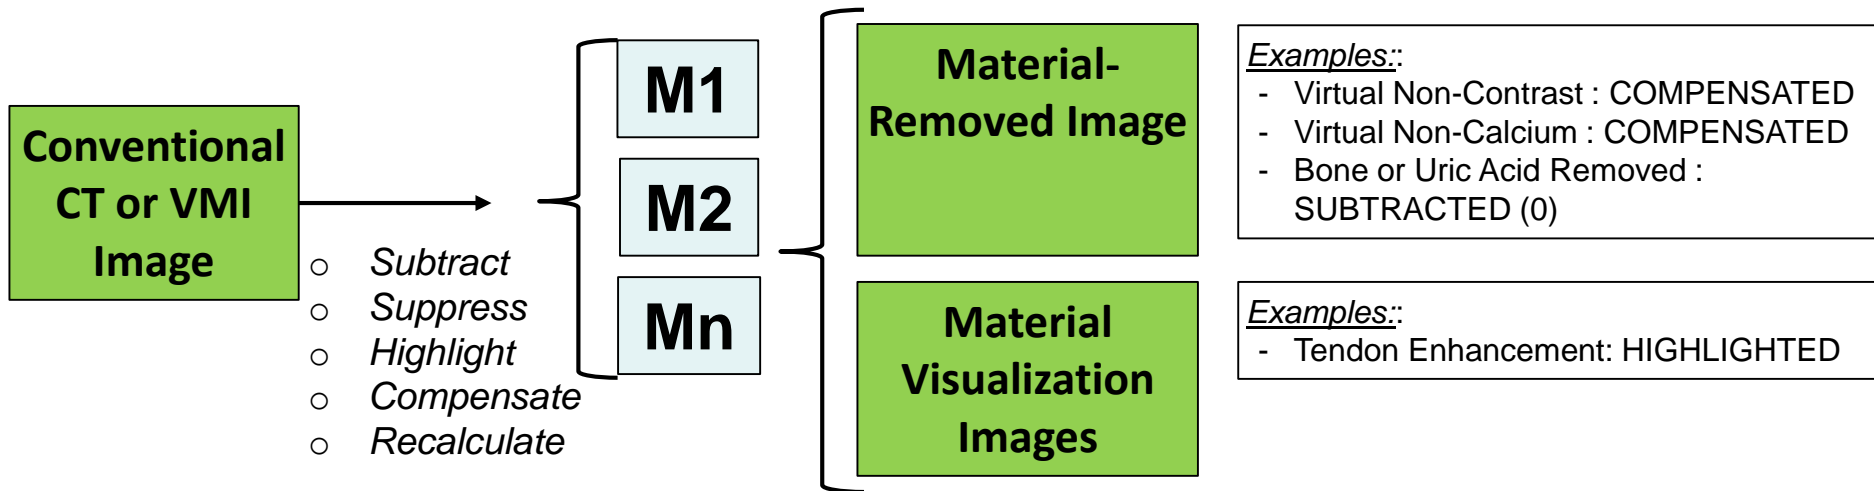 Conventional
CT or VMI
Image
○ Subtract
○ Suppress
○ Highlight
○ Compensate
○ Recalculate
M1
M2
Mn
Material-
Removed Image
Examples::
- Virtual Non-Contrast : COMPENSATED
- Virtual Non-Calcium : COMPENSATED
- Bone or Uric Acid Removed :
SUBTRACTED (0)
Material
Visualization
Images
Examples::
- Tendon Enhancement: HIGHLIGHTED